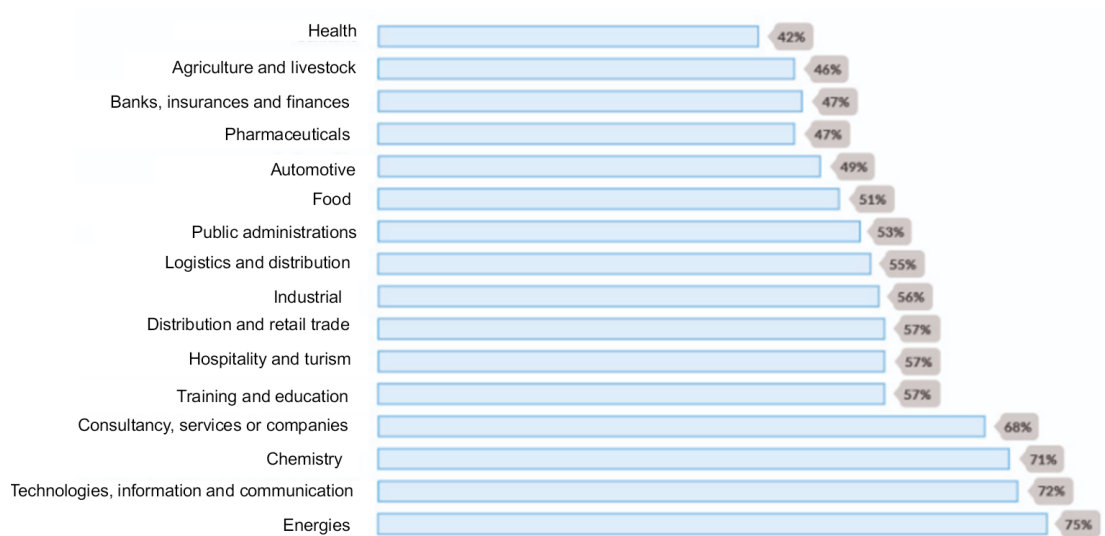 Health 42%
Agriculture and livestock 46%
Banks, insurances and finances 47%
Pharmaceuticals 47%
Automotive 49%
Food 51%
Public administrations 53%
Logistics and distribution 55%
Industrial 56%
Distribution and retail trade 57%
Hospitality and turism 57%
Training and education 57%
Consultancy, services or companies 68%
Chemistry 71%
Technologies, information and communication 72%
Energies 75%